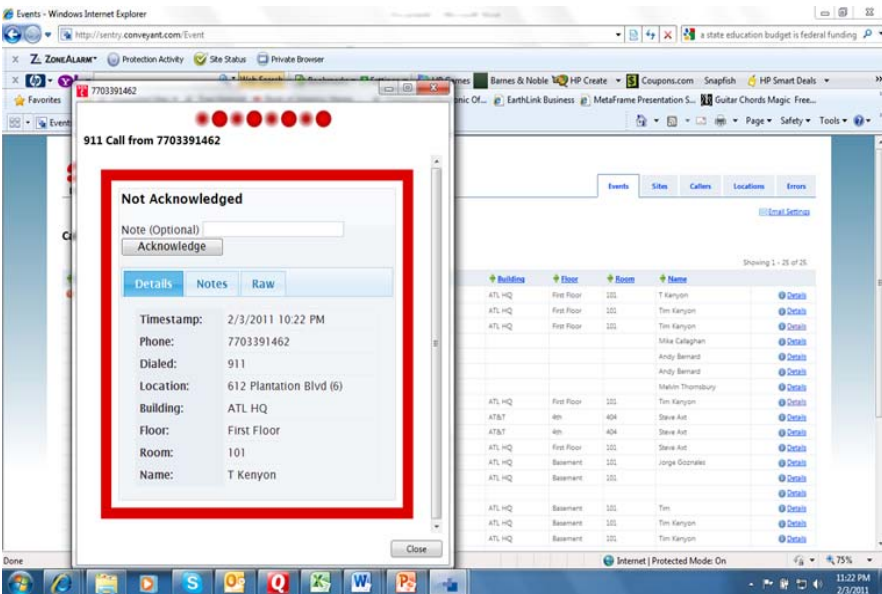 Events - Windows Internet Explorer
http://sentry.conveyant.com/Event
a state education budget is federal funding
X ZONEALARM Protection Activity Site Status Private Browser
Barnes & Noble HP Create Coupons.com Snapfish HP Smart Deals
Favorites
EarthLink Business MetaFrame Presentation S... Guitar Chords Magic Free...
Page Safety Tools
7703391462
911 Call from 7703391462
Not Acknowledged
Note (Optional)
Acknowledge
Details Notes Raw
Timestamp: 2/3/2011 10:22 PM
Phone: 7703391462
Dialed: 911
Location: 612 Plantation Blvd (6)
Building: ATL HQ
Floor: First Floor
Room: 101
Name: T Kenyon
Close
Events Sites Callers Locations Errors
Email Settings
Showing 1 - 25 of 25.
Building Floor Room Name
ATL HQ First Floor 101 T Kenyon Details
ATL HQ First Floor 101 Tim Kenyon Details
ATL HQ First Floor 101 Tim Kenyon Details
Mike Callaghan Details
Andy Bernard Details
Andy Bernard Details
Melvin Thornsbury Details
ATL HQ First Floor 101 Tim Kenyon Details
AT&T 4th 404 Steve Axt Details
AT&T 4th 404 Steve Axt Details
ATL HQ First Floor 101 Steve Axt Details
ATL HQ Basement 101 Jorge Goznales Details
ATL HQ Basement 101 Details
Details
ATL HQ Basement 101 Tim Details
ATL HQ Basement 101 Tim Kenyon Details
ATL HQ Basement 101 Tim Kenyon Details
Done
Internet | Protected Mode: On
75%
11:22 PM
2/3/2011